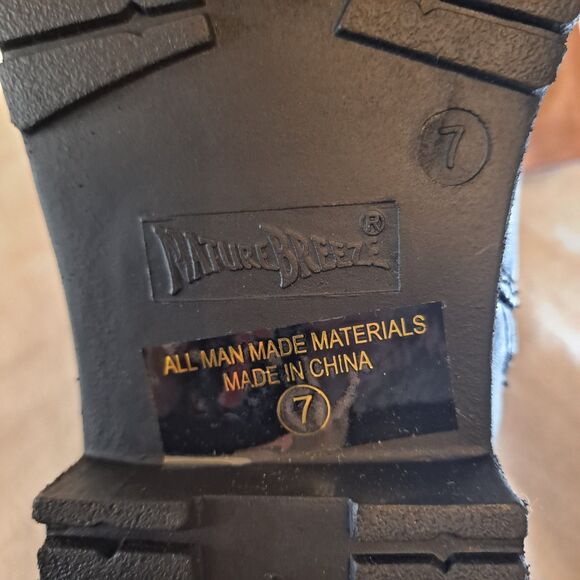 7
NATURE BREEZE®
ALL MAN MADE MATERIALS
MADE IN CHINA
7